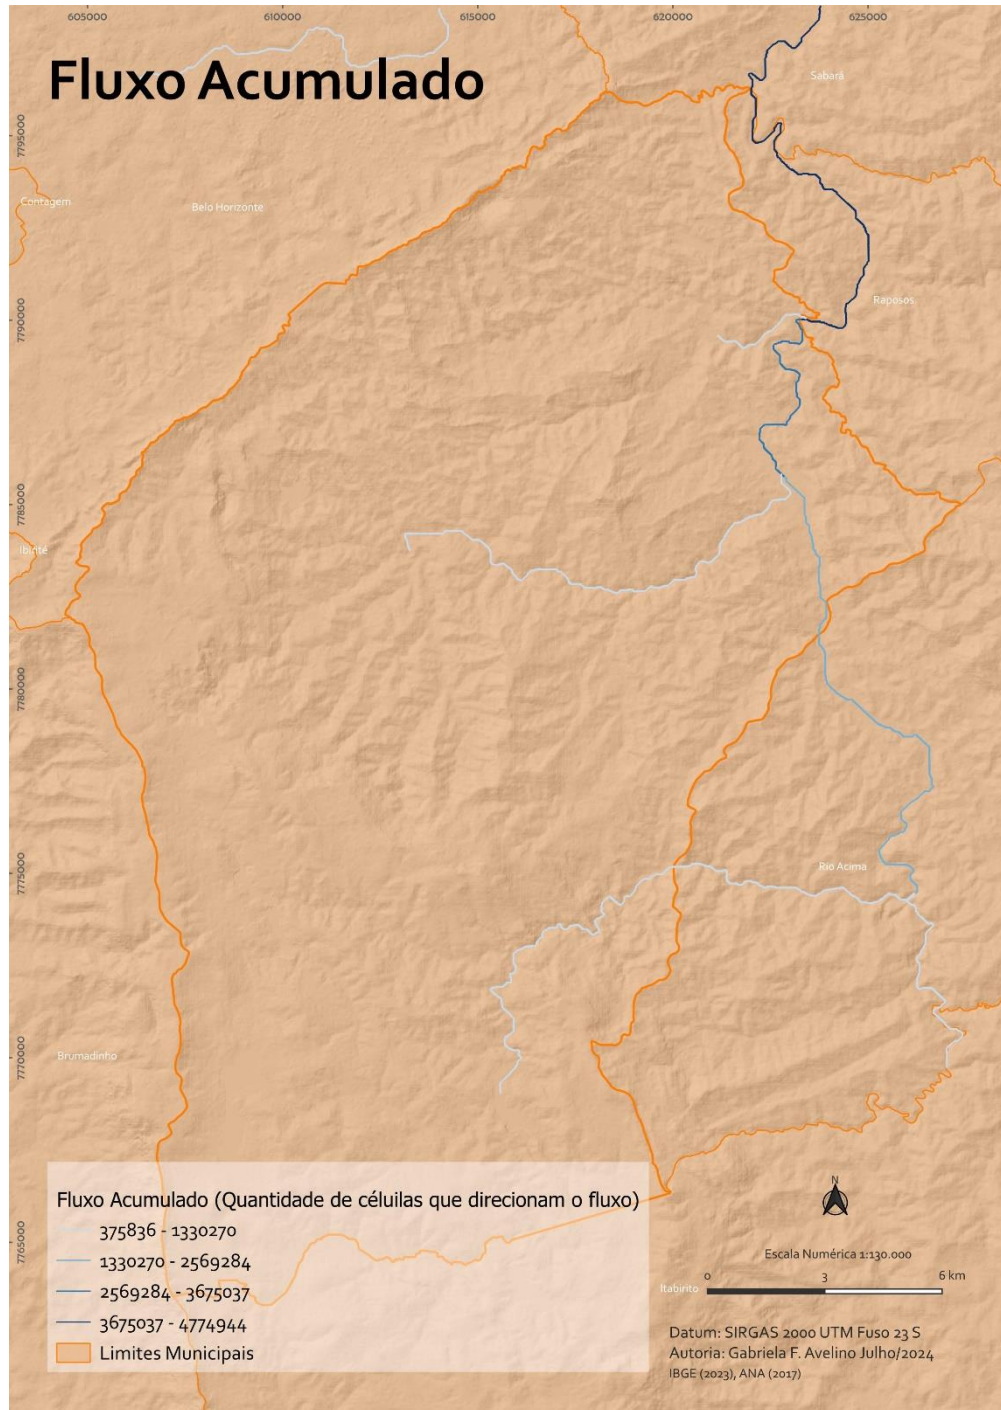 605000
610000
615000
620000
625000
Fluxo Acumulado
Sabará
7795000
Contagem
Belo Horizonte
7790000
Raposos
7785000
Ibirité
7780000
7775000
Rio Acima
7770000
Brumadinho
7765000
Fluxo Acumulado (Quantidade de céluilas que direcionam o fluxo)
375836 - 1330270
1330270 - 2569284
2569284 - 3675037
3675037 - 4774944
Limites Municipais
N
Escala Numérica 1:130.000
0 3 6 km
Itabirito
Datum: SIRGAS 2000 UTM Fuso 23 S
Autoria: Gabriela F. Avelino Julho/2024
IBGE (2023), ANA (2017)